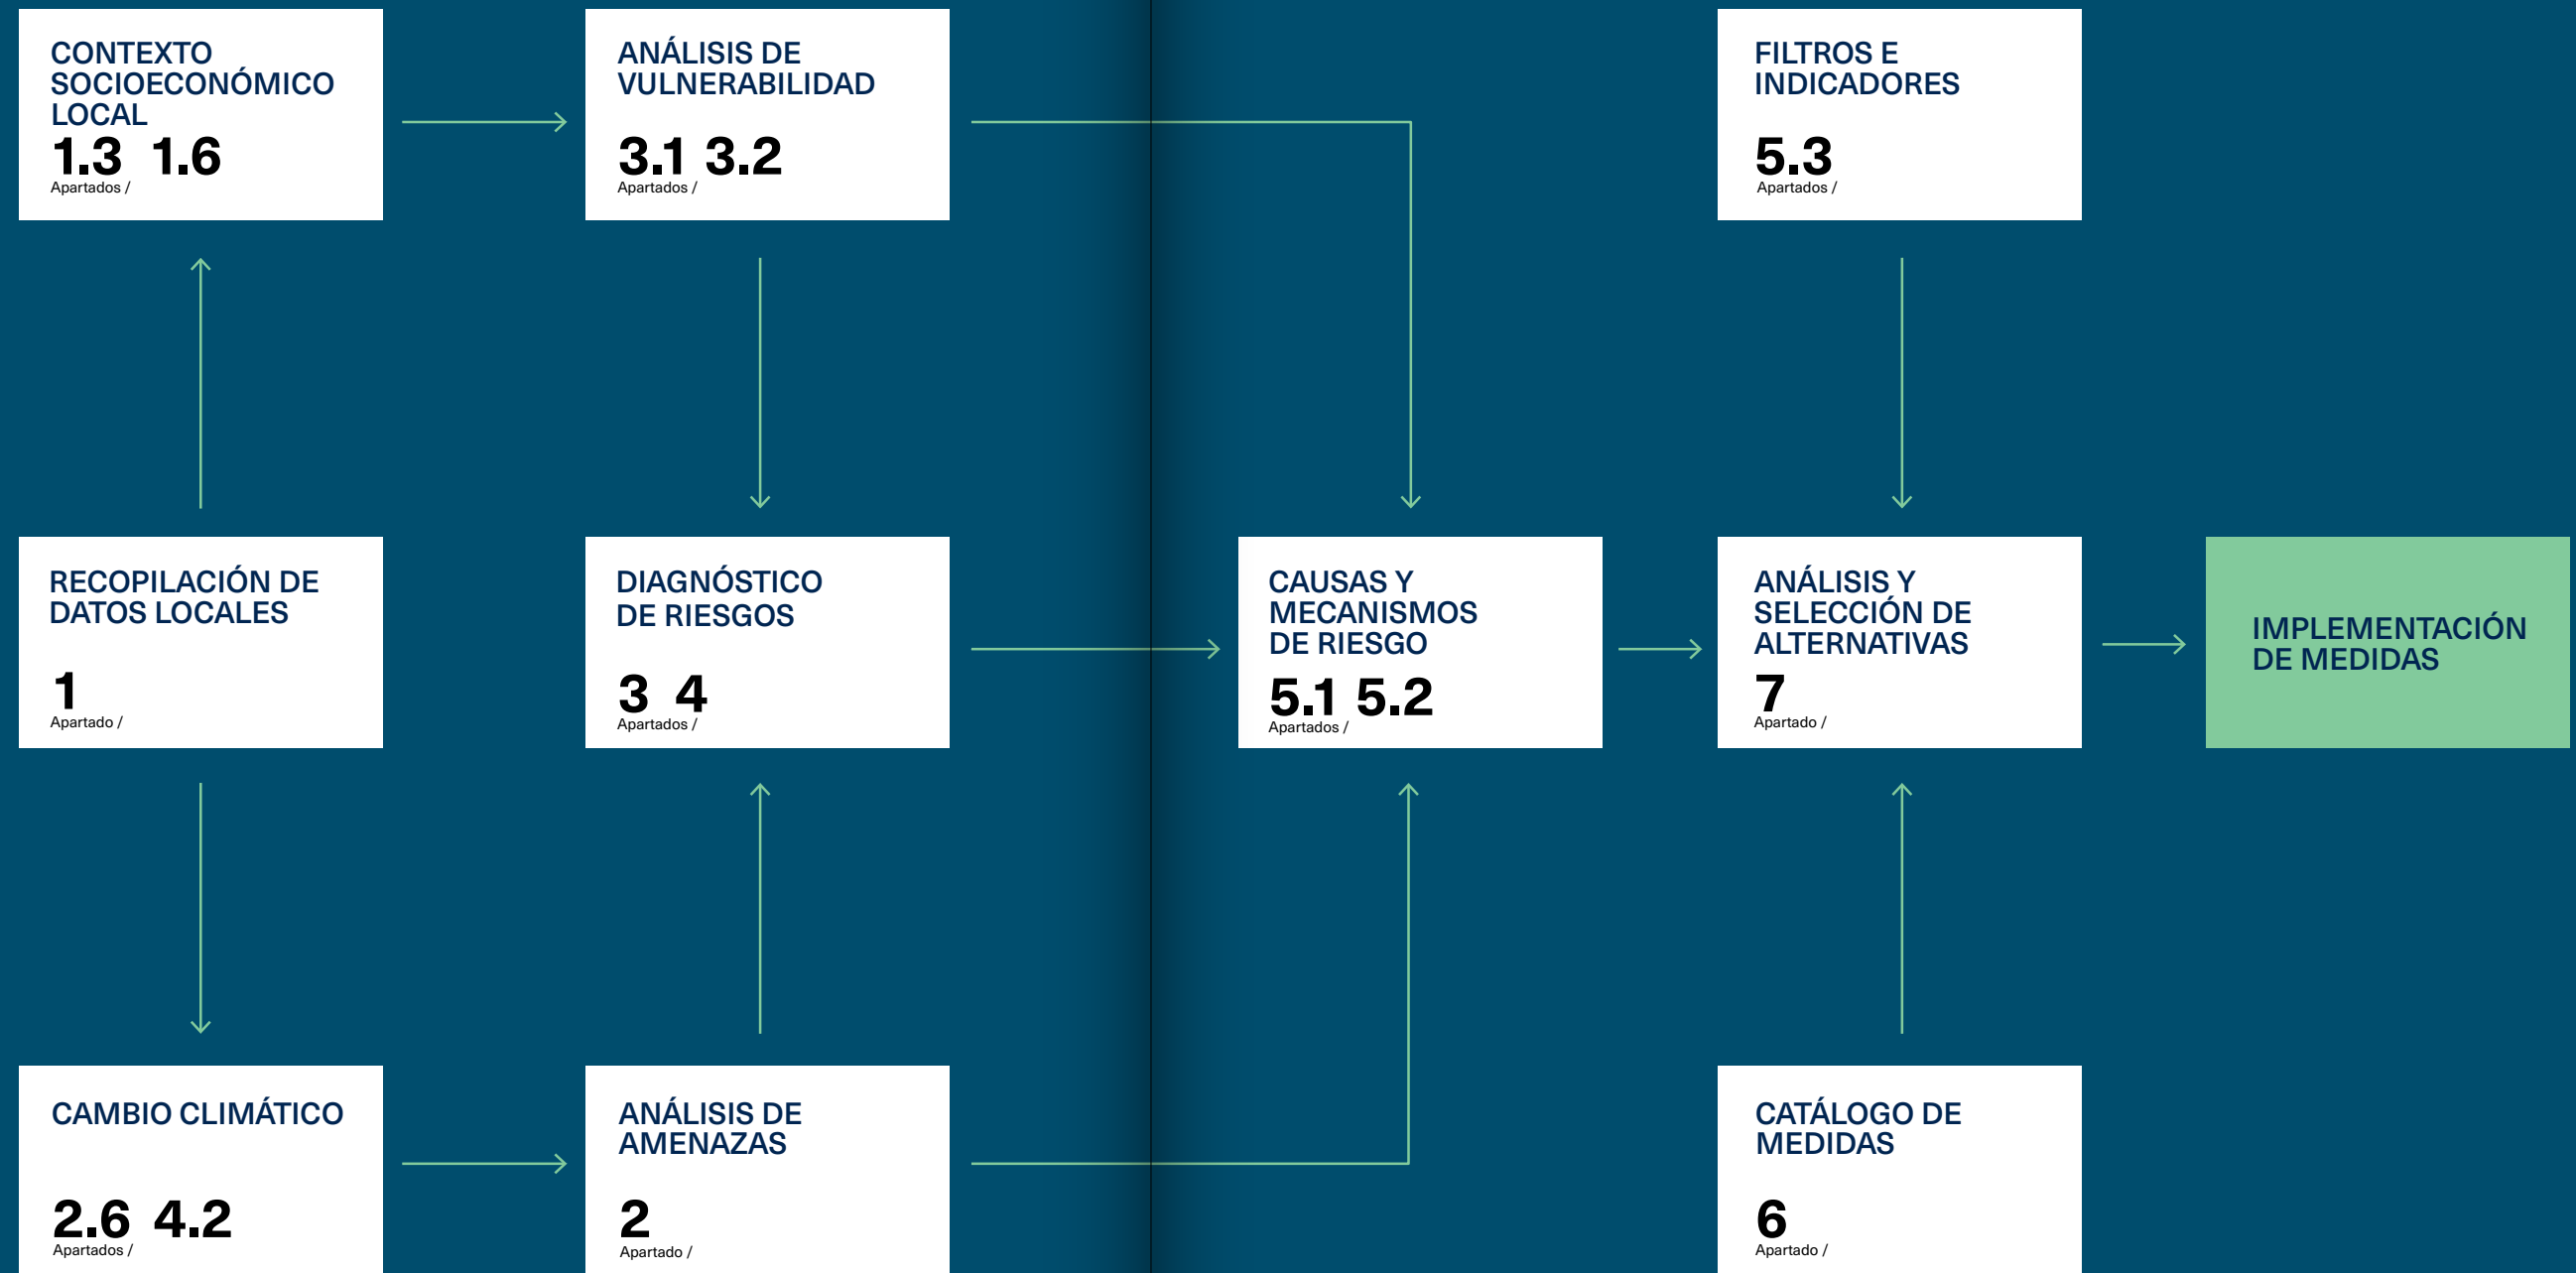 CONTEXTO
SOCIOECONÓMICO
LOCAL
1.3 1.6
Apartados /
ANÁLISIS DE
VULNERABILIDAD
3.1 3.2
Apartados /
FILTROS E
INDICADORES
5.3
Apartados /
RECOPILACIÓN DE
DATOS LOCALES
1
Apartado /
DIAGNÓSTICO
DE RIESGOS
3 4
Apartados /
CAUSAS Y
MECANISMOS
DE RIESGO
5.1 5.2
Apartados /
ANÁLISIS Y
SELECCIÓN DE
ALTERNATIVAS
7
Apartado /
IMPLEMENTACIÓN
DE MEDIDAS
CAMBIO CLIMÁTICO
2.6 4.2
Apartados /
ANÁLISIS DE
AMENAZAS
2
Apartado /
CATÁLOGO DE
MEDIDAS
6
Apartado /